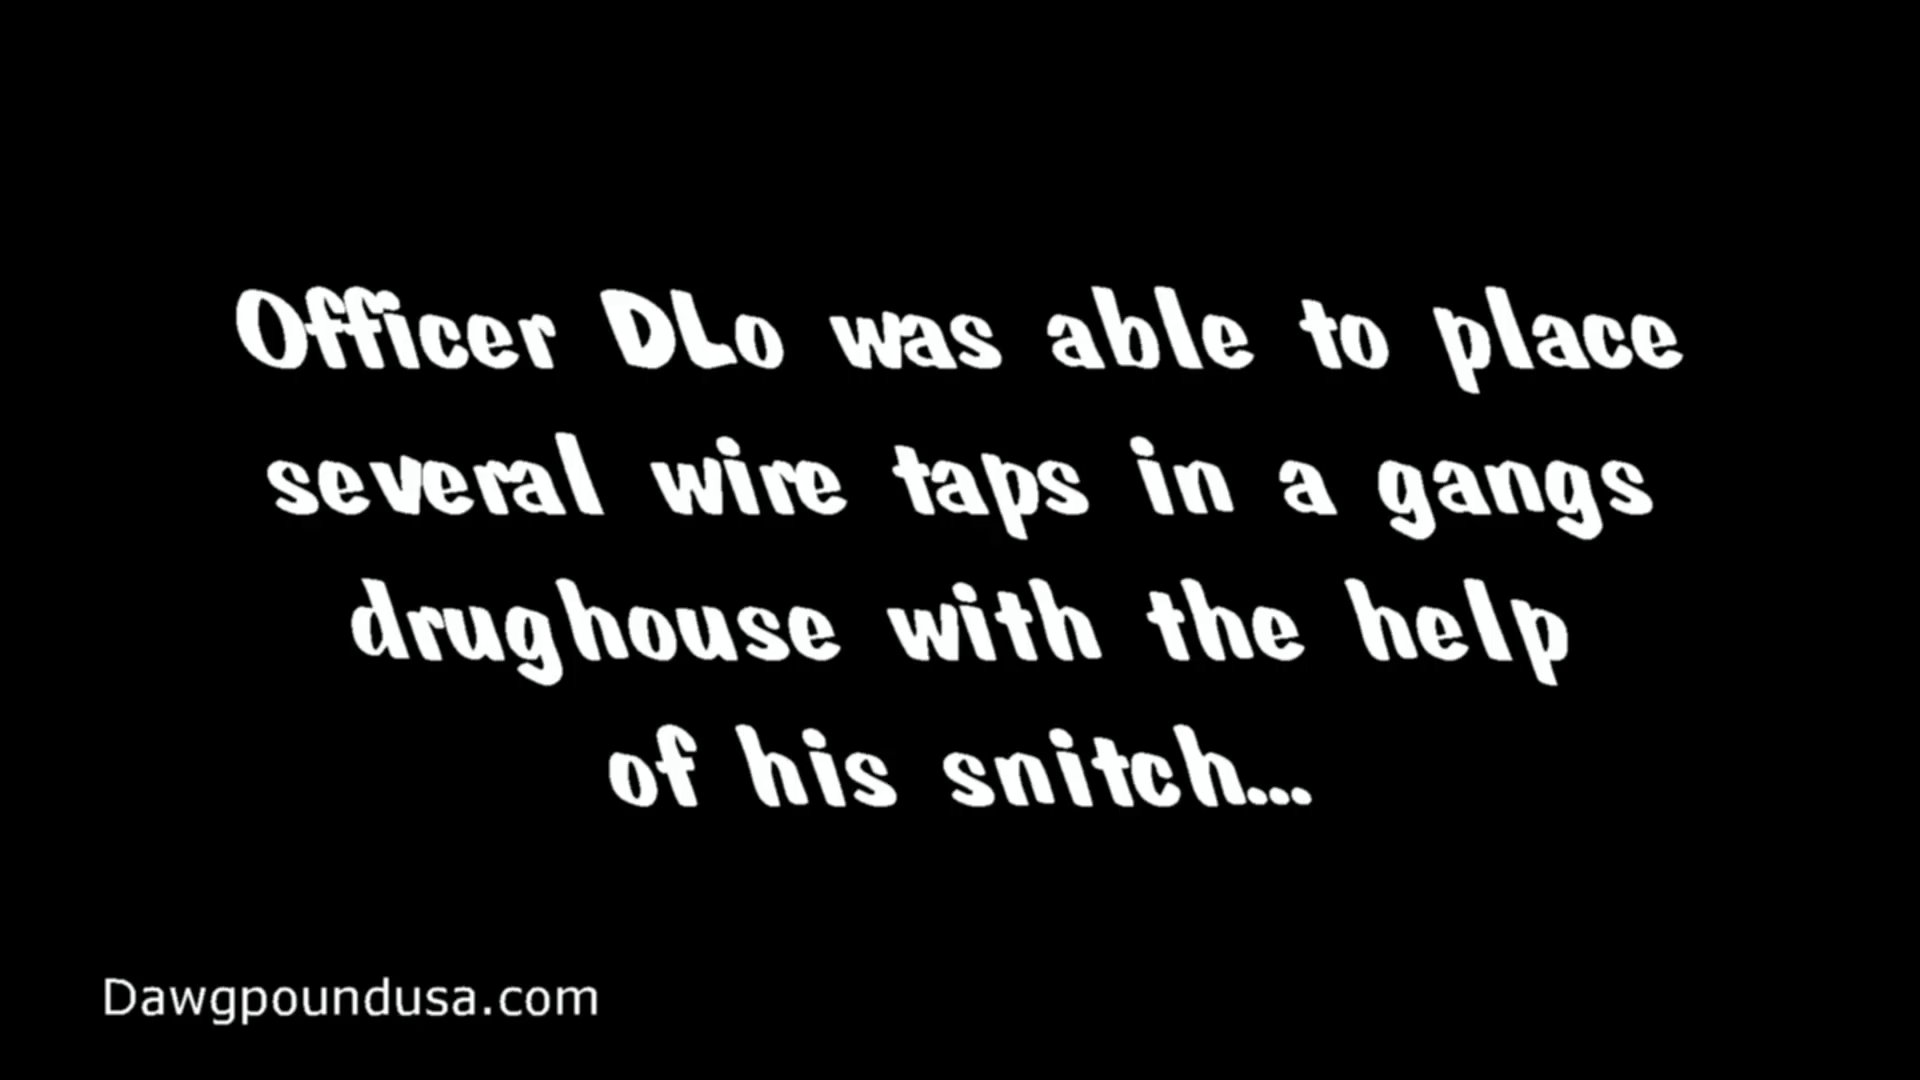 Officer DLo was able to place
several wire taps in a gangs
drughouse with the help
of his snitch...
Dawgpoundusa.com